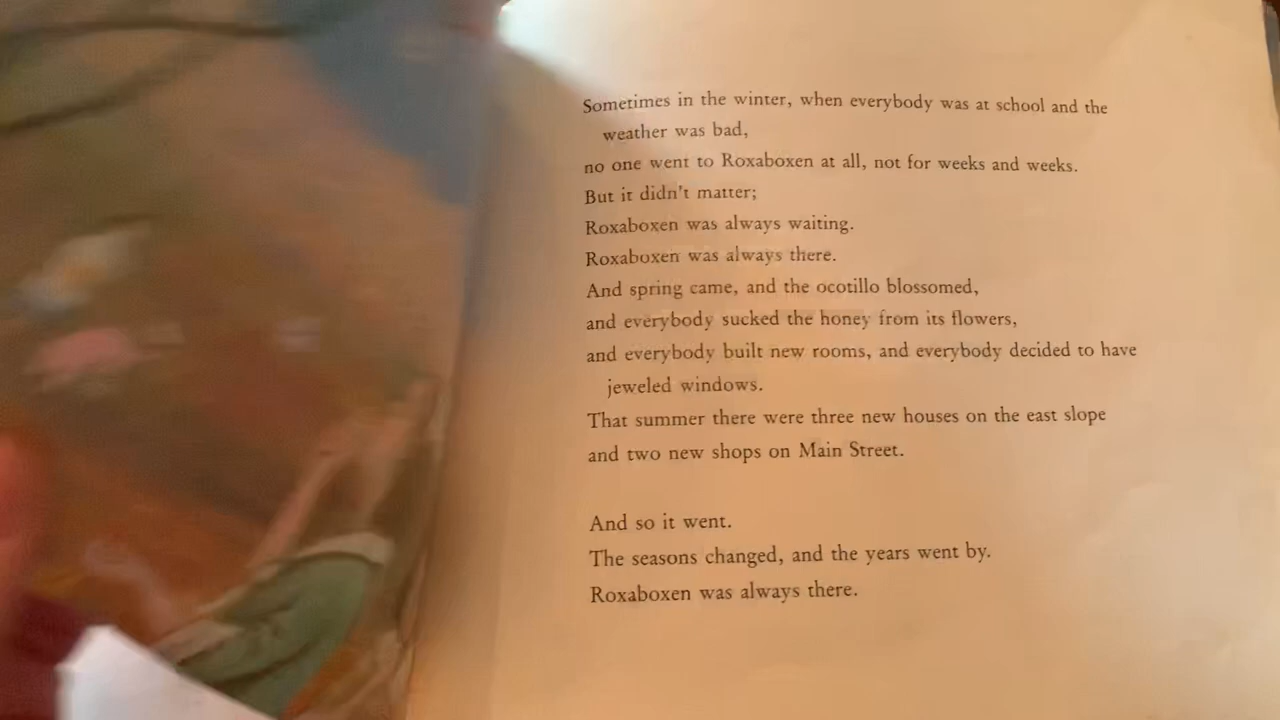 Sometimes in the winter, when everybody was at school and the
weather was bad,
no one went to Roxaboxen at all, not for weeks and weeks.
But it didn't matter;
Roxaboxen was always waiting.
Roxaboxen was always there.
And spring came, and the ocotillo blossomed,
and everybody sucked the honey from its flowers,
and everybody built new rooms, and everybody decided to have
jeweled windows.
That summer there were three new houses on the east slope
and two new shops on Main Street.
And so it went.
The seasons changed, and the years went by.
Roxaboxen was always there.